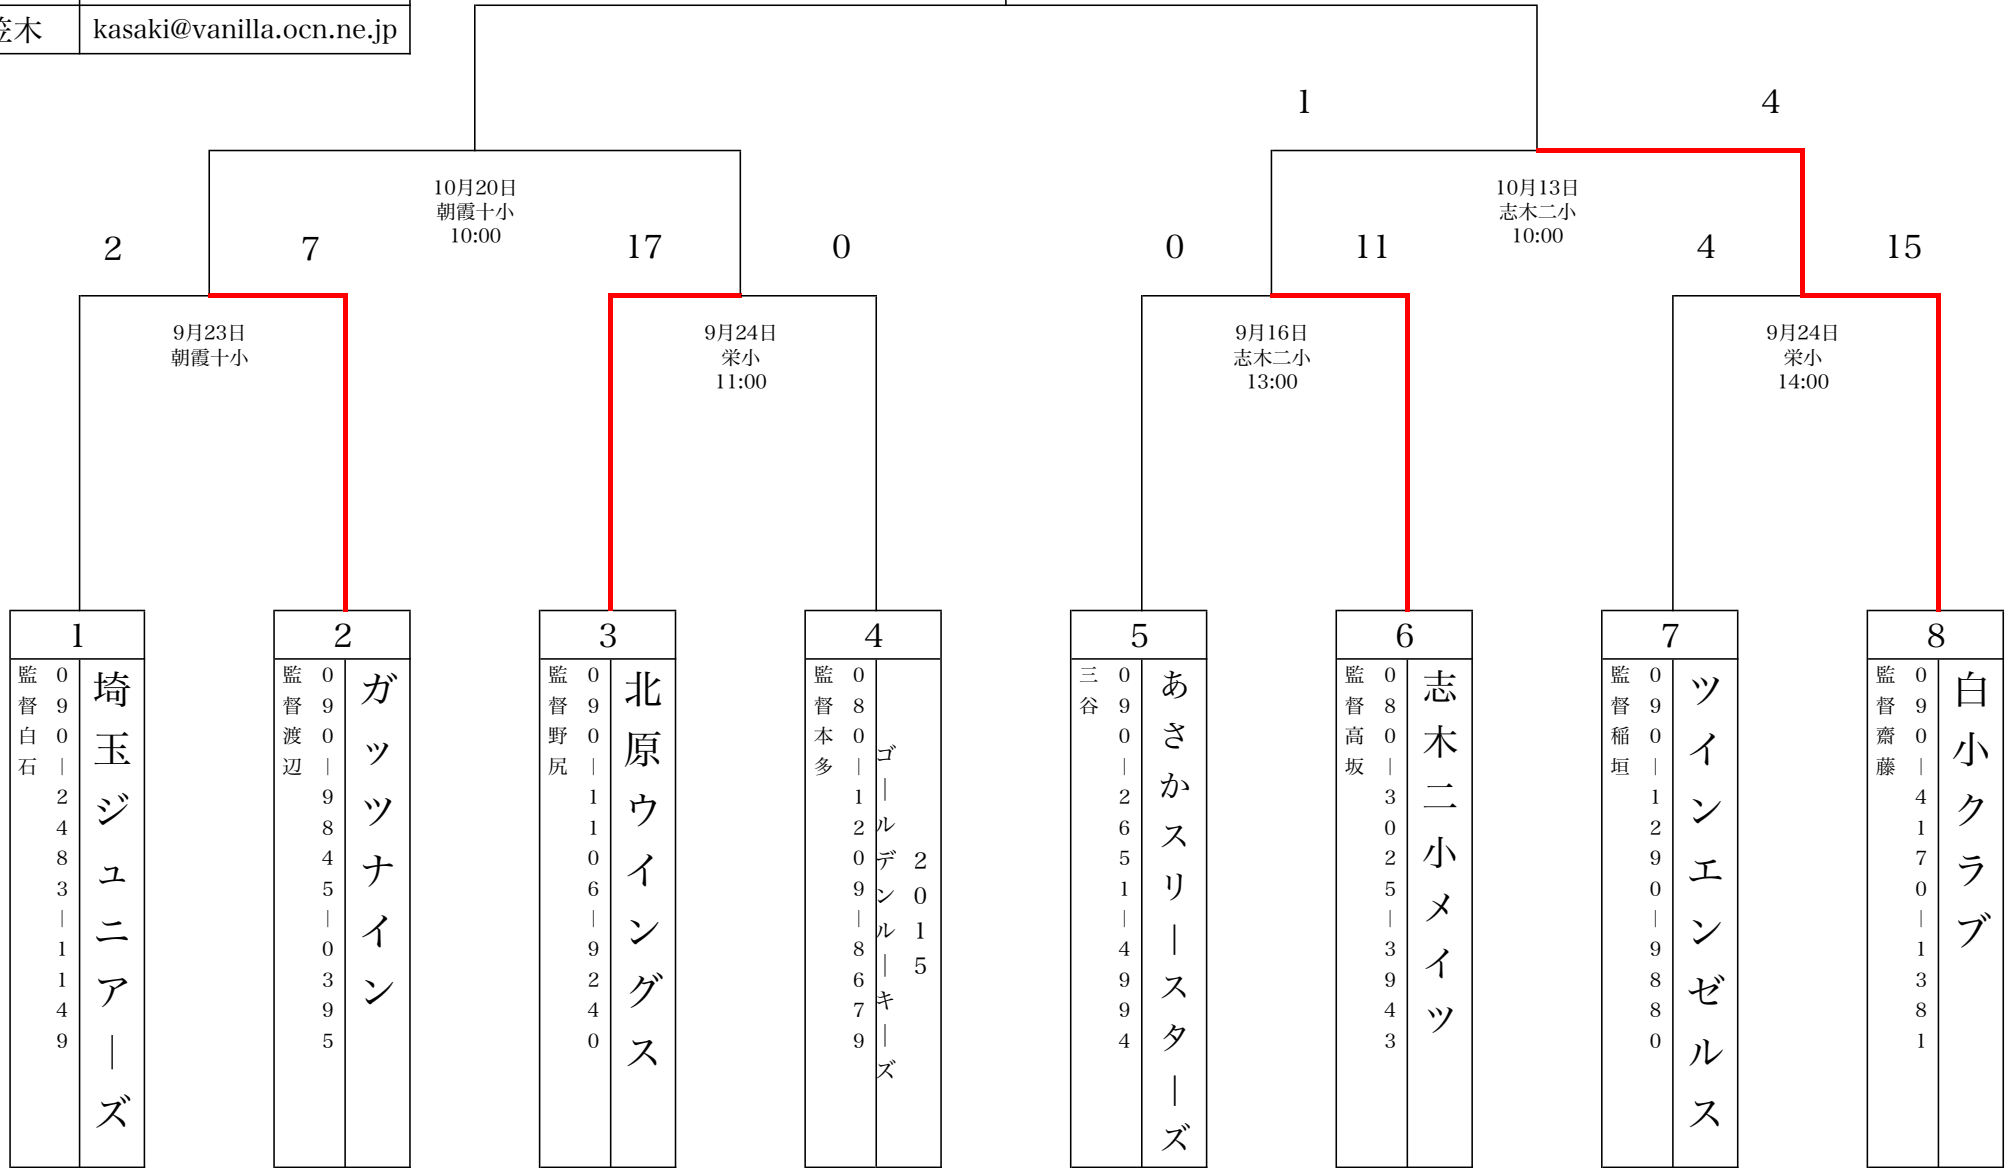 kasaki@vanilla.ocn.ne.jp
1
4
10月20日
朝霞十小
10:00
10月13日
志木二小
10:00
2
7
17
0
0
11
4
15
9月23日
朝霞十小
9月24日
栄小
11:00
9月16日
志木二小
13:00
9月24日
栄小
14:00
1
埼玉ジュニアーズ
090-2483-1149
監督白石
2
ガッツナイン
090-9845-0395
監督渡辺
3
北原ウイングス
090-1106-9240
監督野尻
4
2015
ゴールデンルーキーズ
080-1209-8679
監督本多
5
あさかスリースターズ
090-2651-4994
三谷
6
志木二小メイツ
080-3025-3943
監督高坂
7
ツインエンゼルス
090-1290-9880
監督稲垣
8
白小クラブ
090-4170-1381
監督齋藤